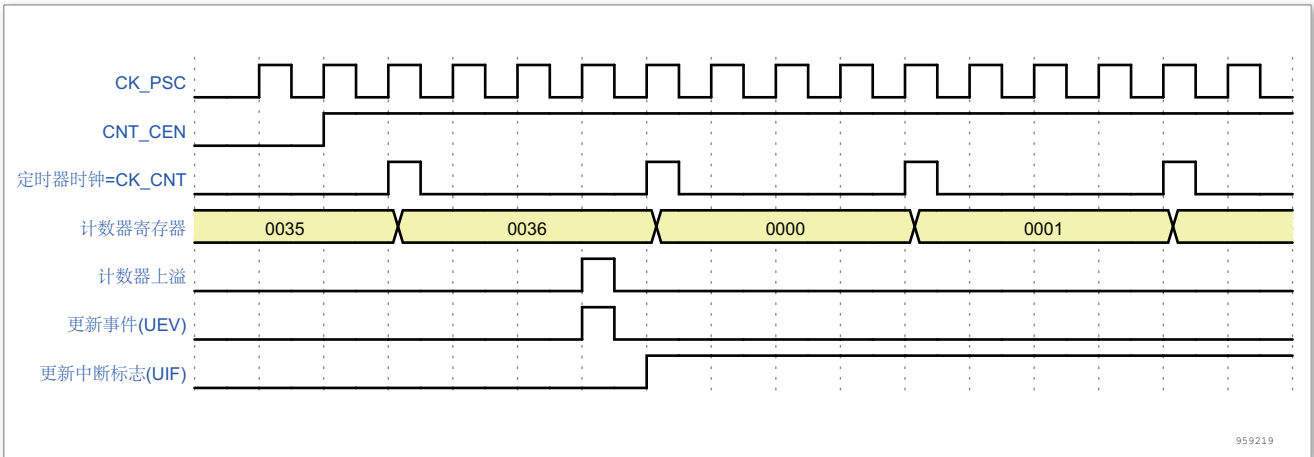 CK_PSC
CNT_CEN
定时器时钟=CK_CNT
计数器寄存器 0035 0036 0000 0001
计数器上溢
更新事件(UEV)
更新中断标志(UIF)
959219